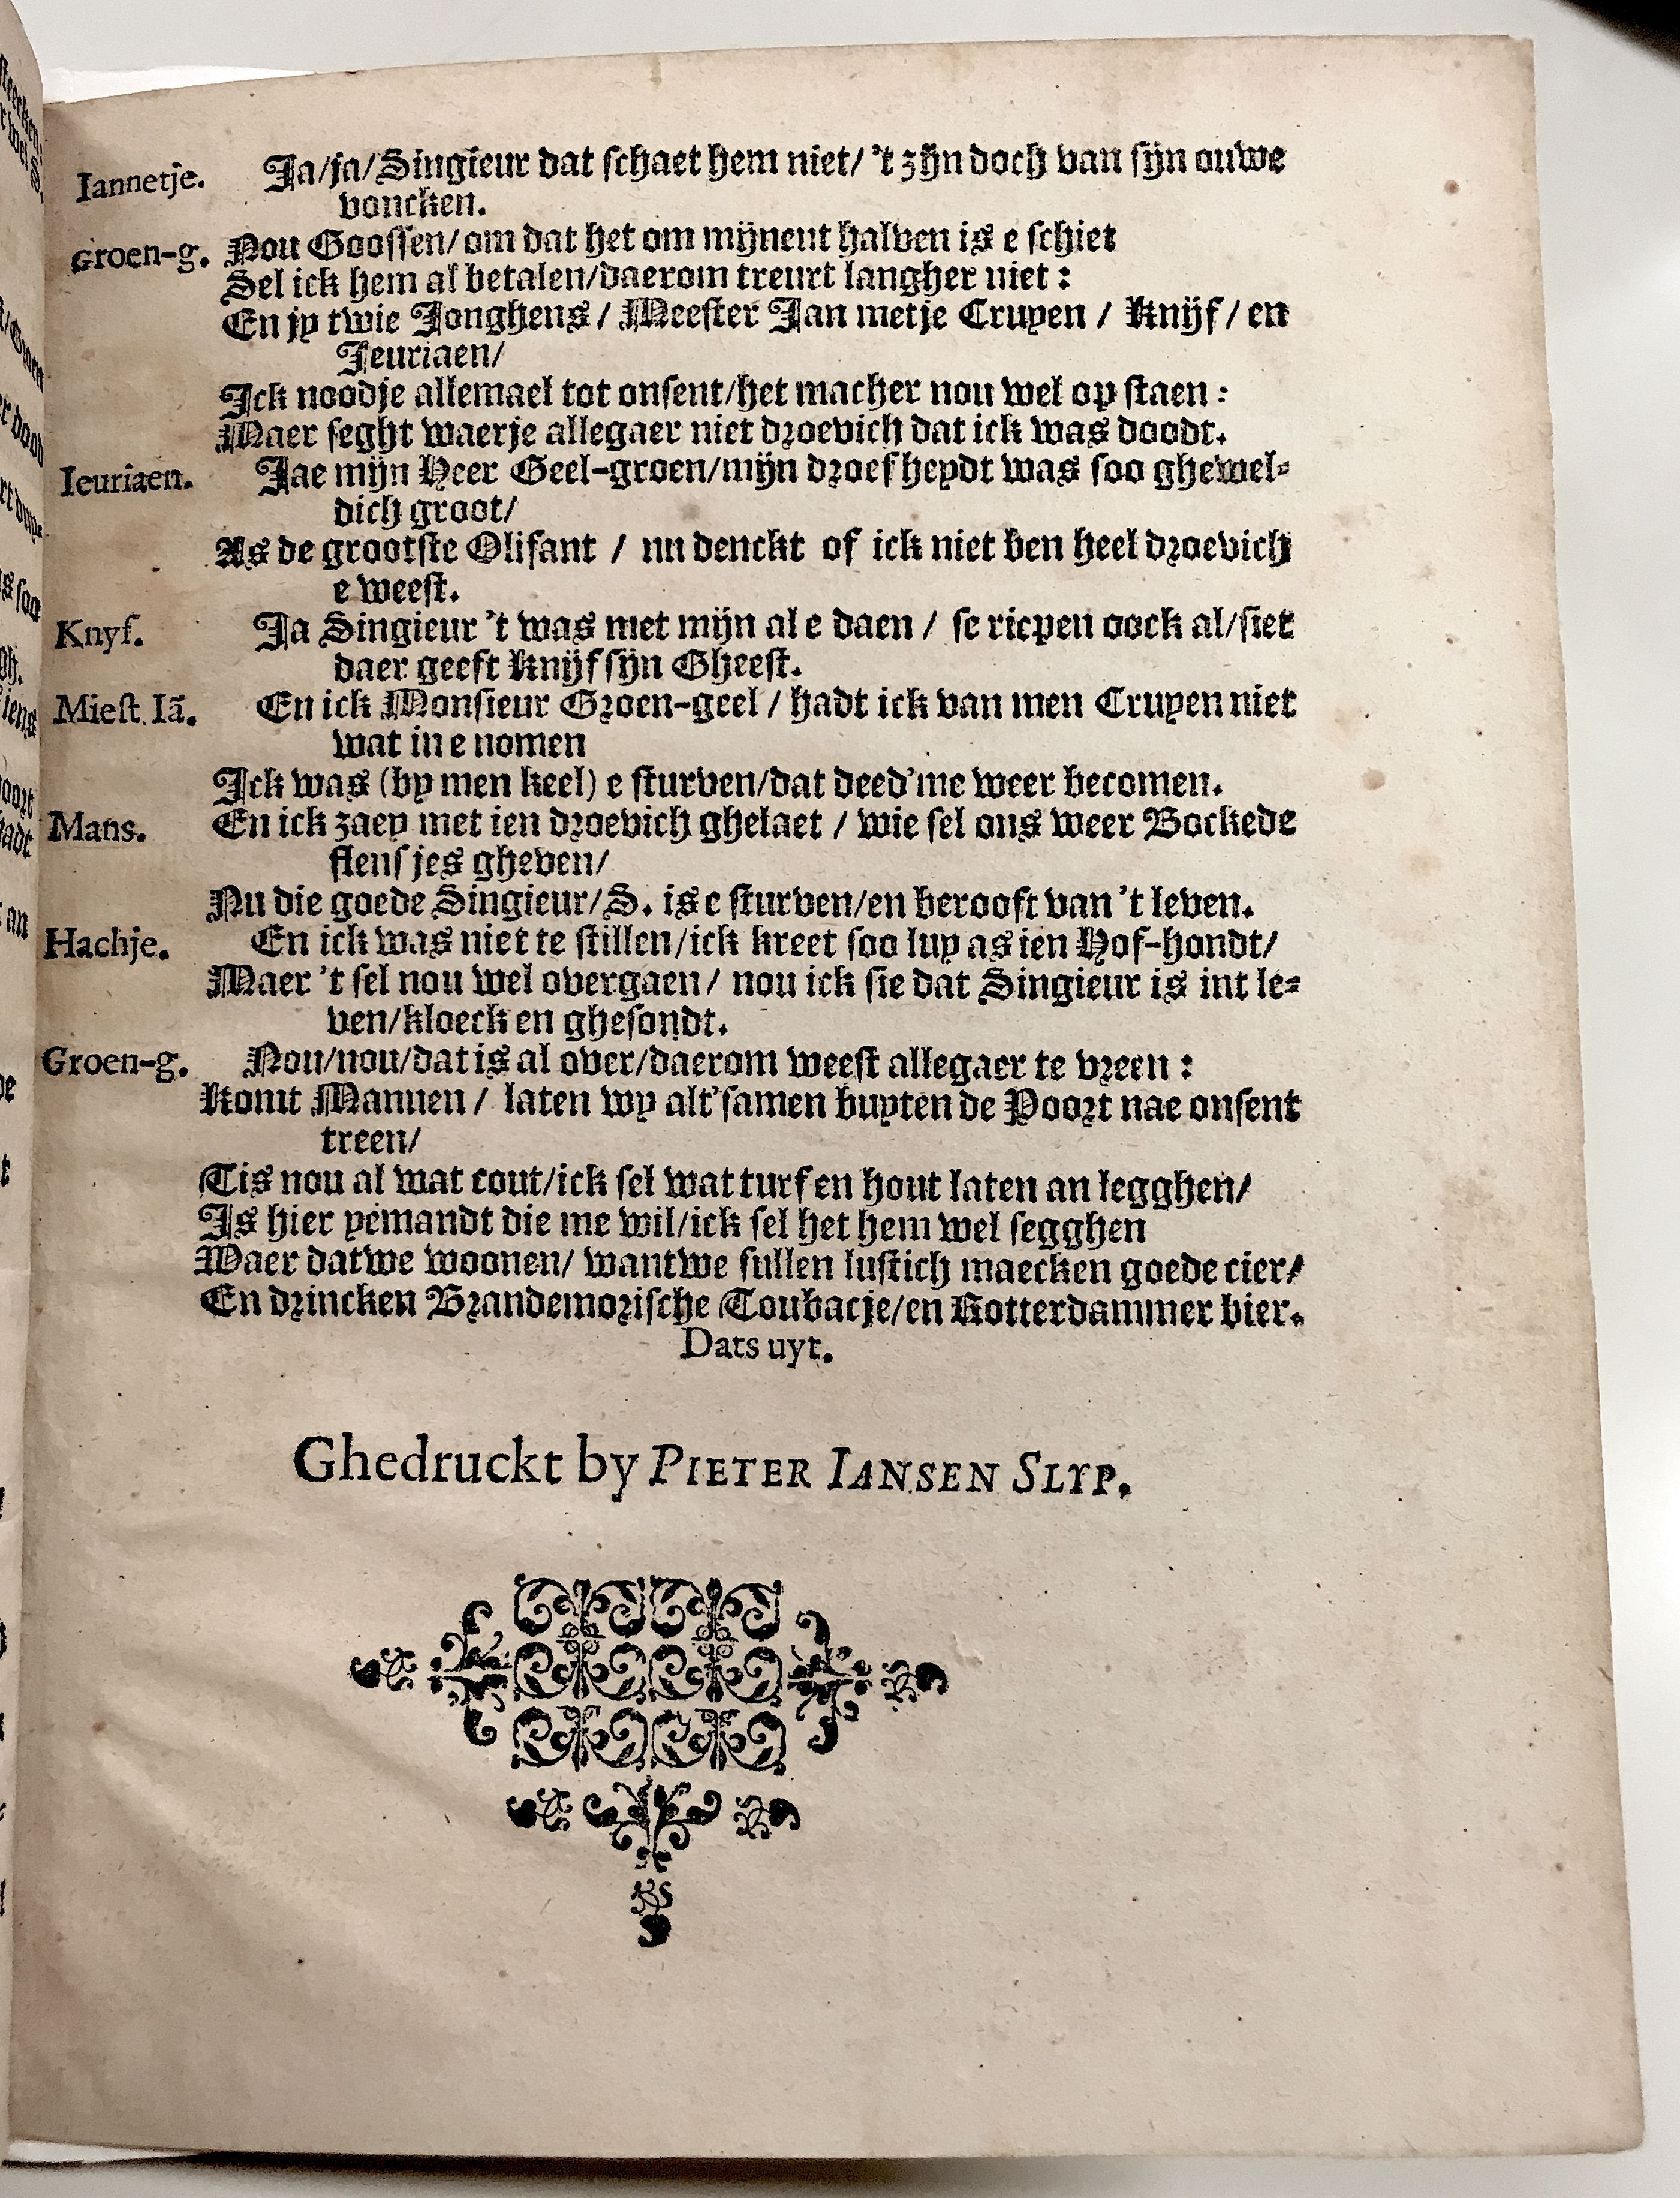 Iannetje. Ja/ja/Singieur dat schaet hem niet/ 't zijn doch van sijn ouwe
voncken.
Groen-g. Nou Goossen/om dat het om mijnent halven is e schiet
Sel ick hem al betalen/daerom treurt langher niet:
En jy twie Jonghens/ Meester Jan metje Cruyen/ Knijf/ en
Jeuriaen/
Ick noodje allemael tot onsent/het macher nou wel op staen:
Maer seght waerje allegaer niet droevich dat ick was doodt.
Ieuriaen. Jae mijn Heer Geel-groen/mijn droefheydt was soo ghewel-
dich groot/
As de grootste Olifant/ nu denckt of ick niet ben heel droevich
e weest.
Knyf. Ja Singieur 't was met mijn al e daen/ se riepen oock al/siet
daer geeft Knijf sijn Gheest.
Miest. Iã. En ick Monsieur Groen-geel/ hadt ick van men Cruyen niet
wat in e nomen
Ick was (by men keel) e sturven/dat deed'me weer becomen.
Mans. En ick zaey met ien droevich ghelaet/ wie sel ons weer Bockede
flensjes gheven/
Nu die goede Singieur/S. is e sturven/en berooft van 't leven.
Hachje. En ick was niet te stillen/ick kreet soo luy as ien Hof-hondt/
Maer 't sel nou wel overgaen/ nou ick sie dat Singieur is int le-
ven/kloeck en ghesondt.
Groen-g. Nou/nou/dat is al over/daerom weest allegaer te vreen:
Komt Mannen/ laten wy alt'samen buyten de Poort nae onsent
treen/
Tis nou al wat cout/ick sel wat turf en hout laten an legghen/
Is hier yemandt die me wil/ick sel het hem wel segghen
Waer datwe woonen/ wantwe sullen lustich maecken goede cier/
En drincken Brandemorische Toubacje/en Rotterdammer bier.
Dats uyt.
Ghedruckt by PIETER IANSEN SLYP.